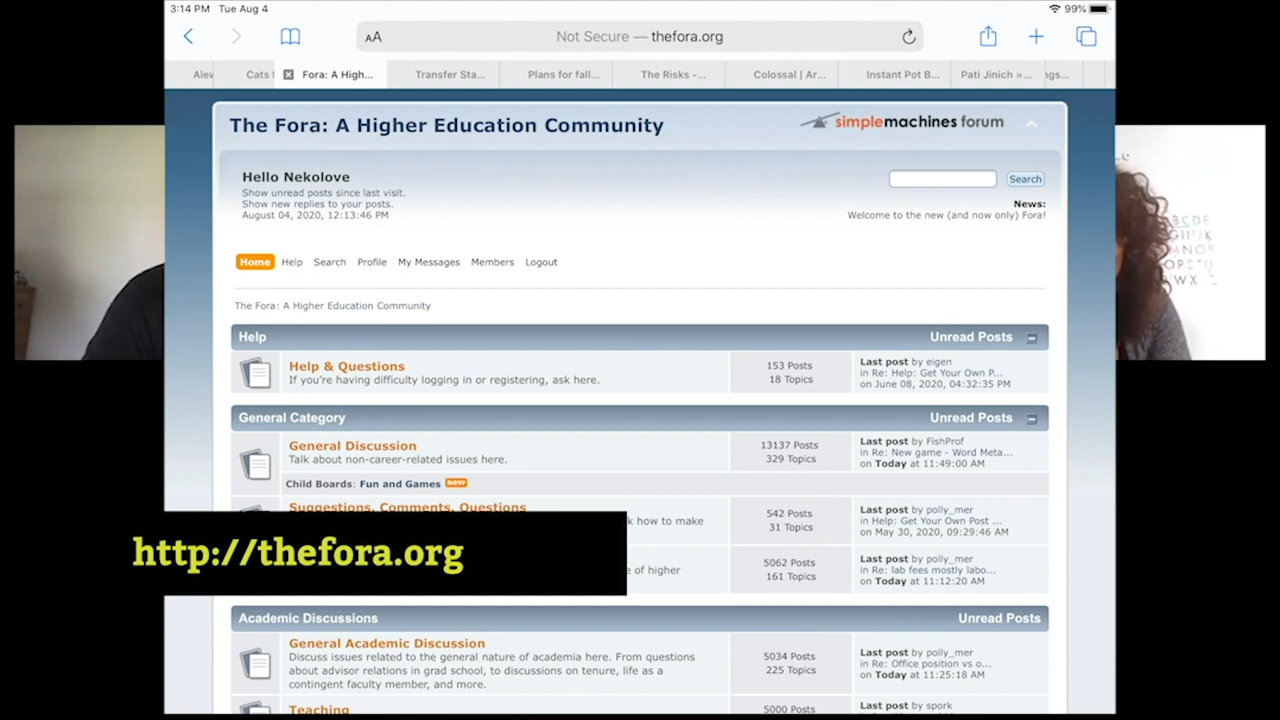 3:14 PM Tue Aug 4
99%
AA
Not Secure — thefora.org
Cats
Fora: A High...
Transfer Sta...
Plans for fall...
The Risks -...
Colossal | Ar...
Instant Pot B...
Pati Jinich »...
ngs...
The Fora: A Higher Education Community
simplemachines forum
Hello Nekolove
Show unread posts since last visit.
Show new replies to your posts.
August 04, 2020, 12:13:46 PM
Search
News:
Welcome to the new (and now only) Fora!
Home Help Search Profile My Messages Members Logout
The Fora: A Higher Education Community
Help
Unread Posts
Help & Questions
If you're having difficulty logging in or registering, ask here.
153 Posts
18 Topics
Last post by eigen
in Re: Help: Get Your Own P...
on June 08, 2020, 04:32:35 PM
General Category
Unread Posts
General Discussion
Talk about non-career-related issues here.
13137 Posts
329 Topics
Last post by FishProf
in Re: New game - Word Meta...
on Today at 11:49:00 AM
Child Boards: Fun and Games new
Suggestions, Comments, Questions
k how to make
542 Posts
31 Topics
Last post by polly_mer
in Help: Get Your Own Post ...
on May 30, 2020, 09:29:46 AM
http://thefora.org
e of higher
5062 Posts
161 Topics
Last post by polly_mer
in Re: lab fees mostly labo...
on Today at 11:12:20 AM
Academic Discussions
Unread Posts
General Academic Discussion
Discuss issues related to the general nature of academia here. From questions
about advisor relations in grad school, to discussions on tenure, life as a
contingent faculty member, and more.
5034 Posts
225 Topics
Last post by polly_mer
in Re: Office position vs o...
on Today at 11:25:18 AM
Teaching
5000 Posts
Last post by spork